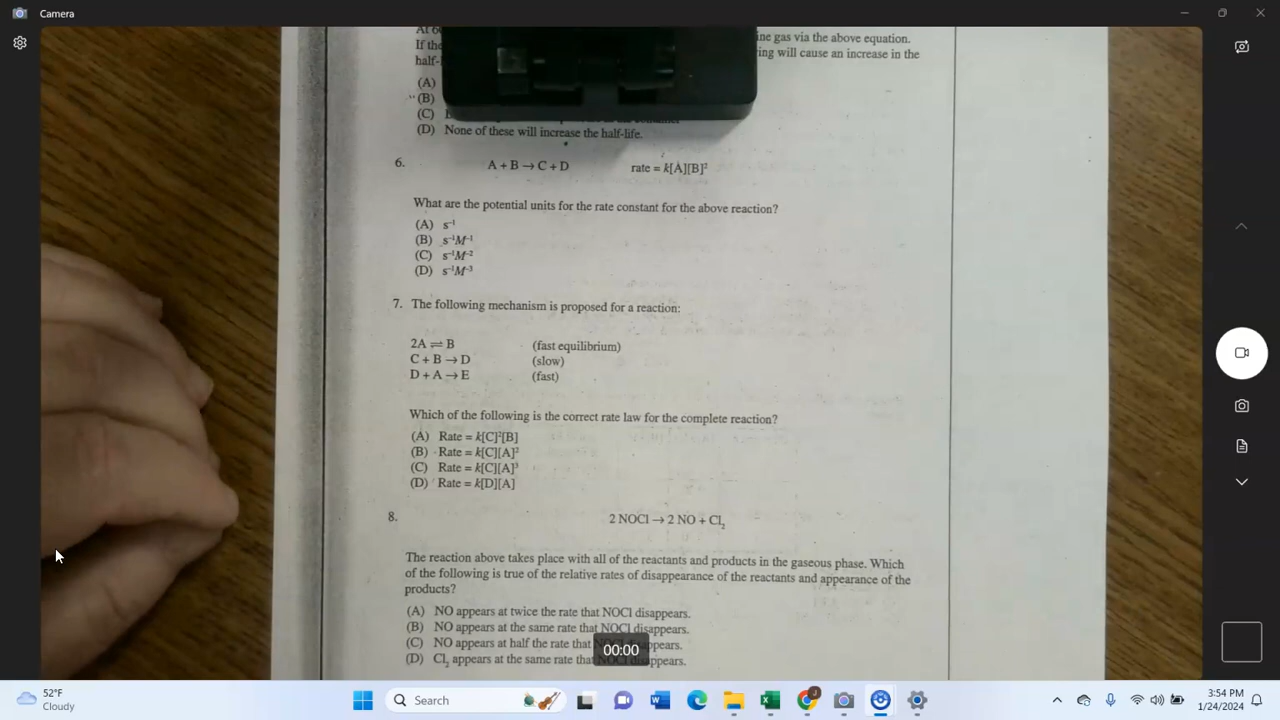 Camera
At 6
ine gas via the above equation.
If the
ing will cause an increase in the
half-
(A)
(B)
(C)
(D) None of these will increase the half-life.
6. A + B → C + D rate = k[A][B]²
What are the potential units for the rate constant for the above reaction?
(A) s⁻¹
(B) s⁻¹M⁻¹
(C) s⁻¹M⁻²
(D) s⁻¹M⁻³
7. The following mechanism is proposed for a reaction:
2A ⇌ B (fast equilibrium)
C + B → D (slow)
D + A → E (fast)
Which of the following is the correct rate law for the complete reaction?
(A) Rate = k[C]²[B]
(B) Rate = k[C][A]²
(C) Rate = k[C][A]³
(D) Rate = k[D][A]
8. 2 NOCl → 2 NO + Cl₂
The reaction above takes place with all of the reactants and products in the gaseous phase. Which
of the following is true of the relative rates of disappearance of the reactants and appearance of the
products?
(A) NO appears at twice the rate that NOCl disappears.
(B) NO appears at the same rate that NOCl disappears.
(C) NO appears at half the rate that NOCl disappears.
(D) Cl₂ appears at the same rate that NOCl disappears.
00:00
52°F
Cloudy
Search
3:54 PM
1/24/2024